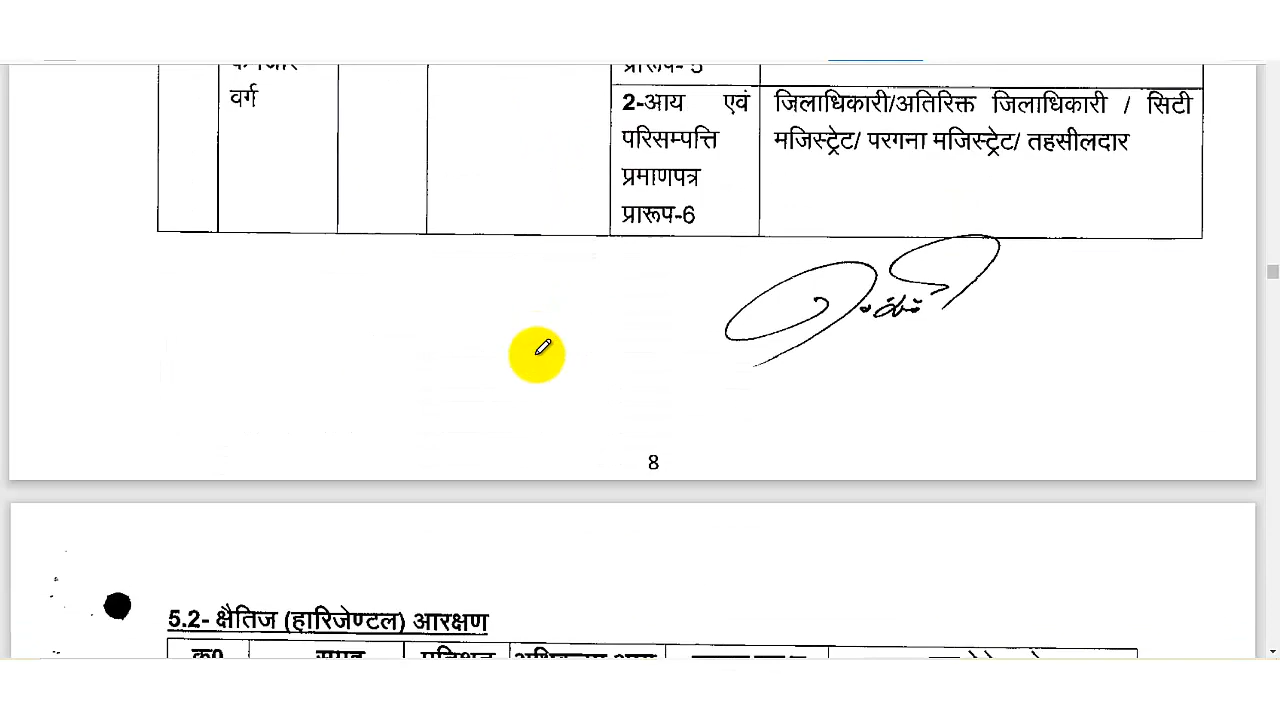 वर्ग
प्रारूप- 5
2-आय एवं
परिसम्पत्ति
प्रमाणपत्र
प्रारूप-6
जिलाधिकारी/अतिरिक्त जिलाधिकारी / सिटी
मजिस्ट्रेट/ परगना मजिस्ट्रेट/ तहसीलदार
8
5.2- क्षैतिज (हारिजेण्टल) आरक्षण